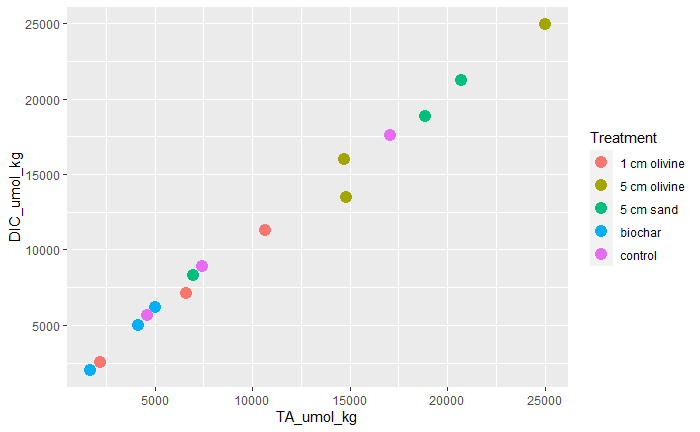 25000
20000
15000
10000
5000
DIC_umol_kg
5000
10000
15000
20000
25000
TA_umol_kg
Treatment
1 cm olivine
5 cm olivine
5 cm sand
biochar
control